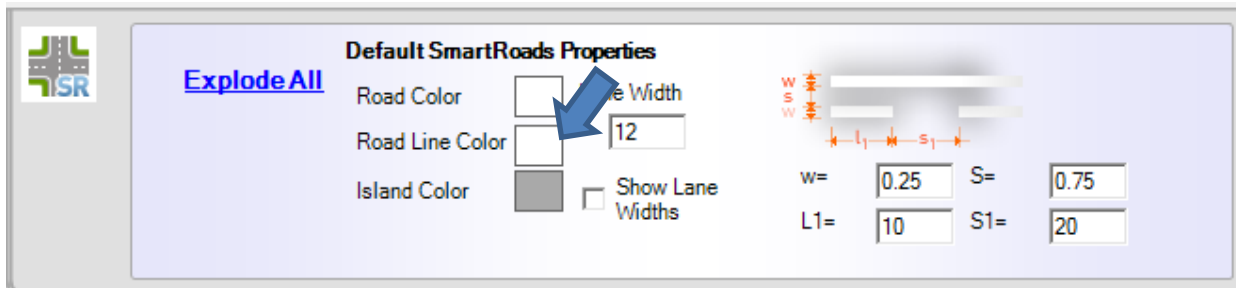 SR
Explode All
Default SmartRoads Properties
Road Color
Width
Road Line Color
12
Island Color
Show Lane
Widths
w
s
w
l1
s1
w= 0.25 S= 0.75
L1= 10 S1= 20